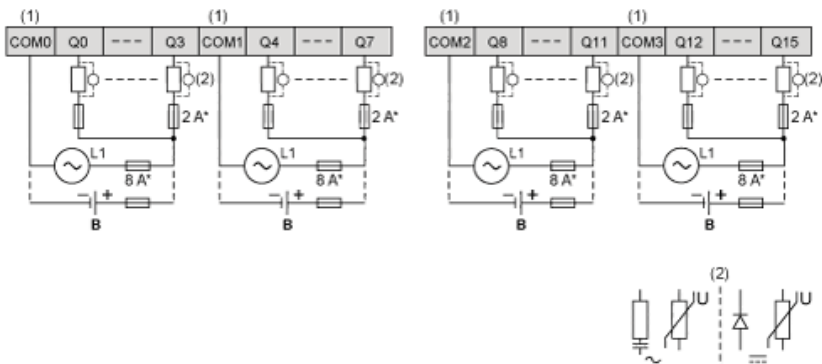 (1) (1) (1) (1)
COM0 Q0 --- Q3 COM1 Q4 --- Q7 COM2 Q8 --- Q11 COM3 Q12 --- Q15
(2) (2) (2) (2)
2 A* 2 A* 2 A* 2 A*
L1 L1 L1 L1
8 A* 8 A* 8 A* 8 A*
− + − + − + − +
B B B B
(2)
U U